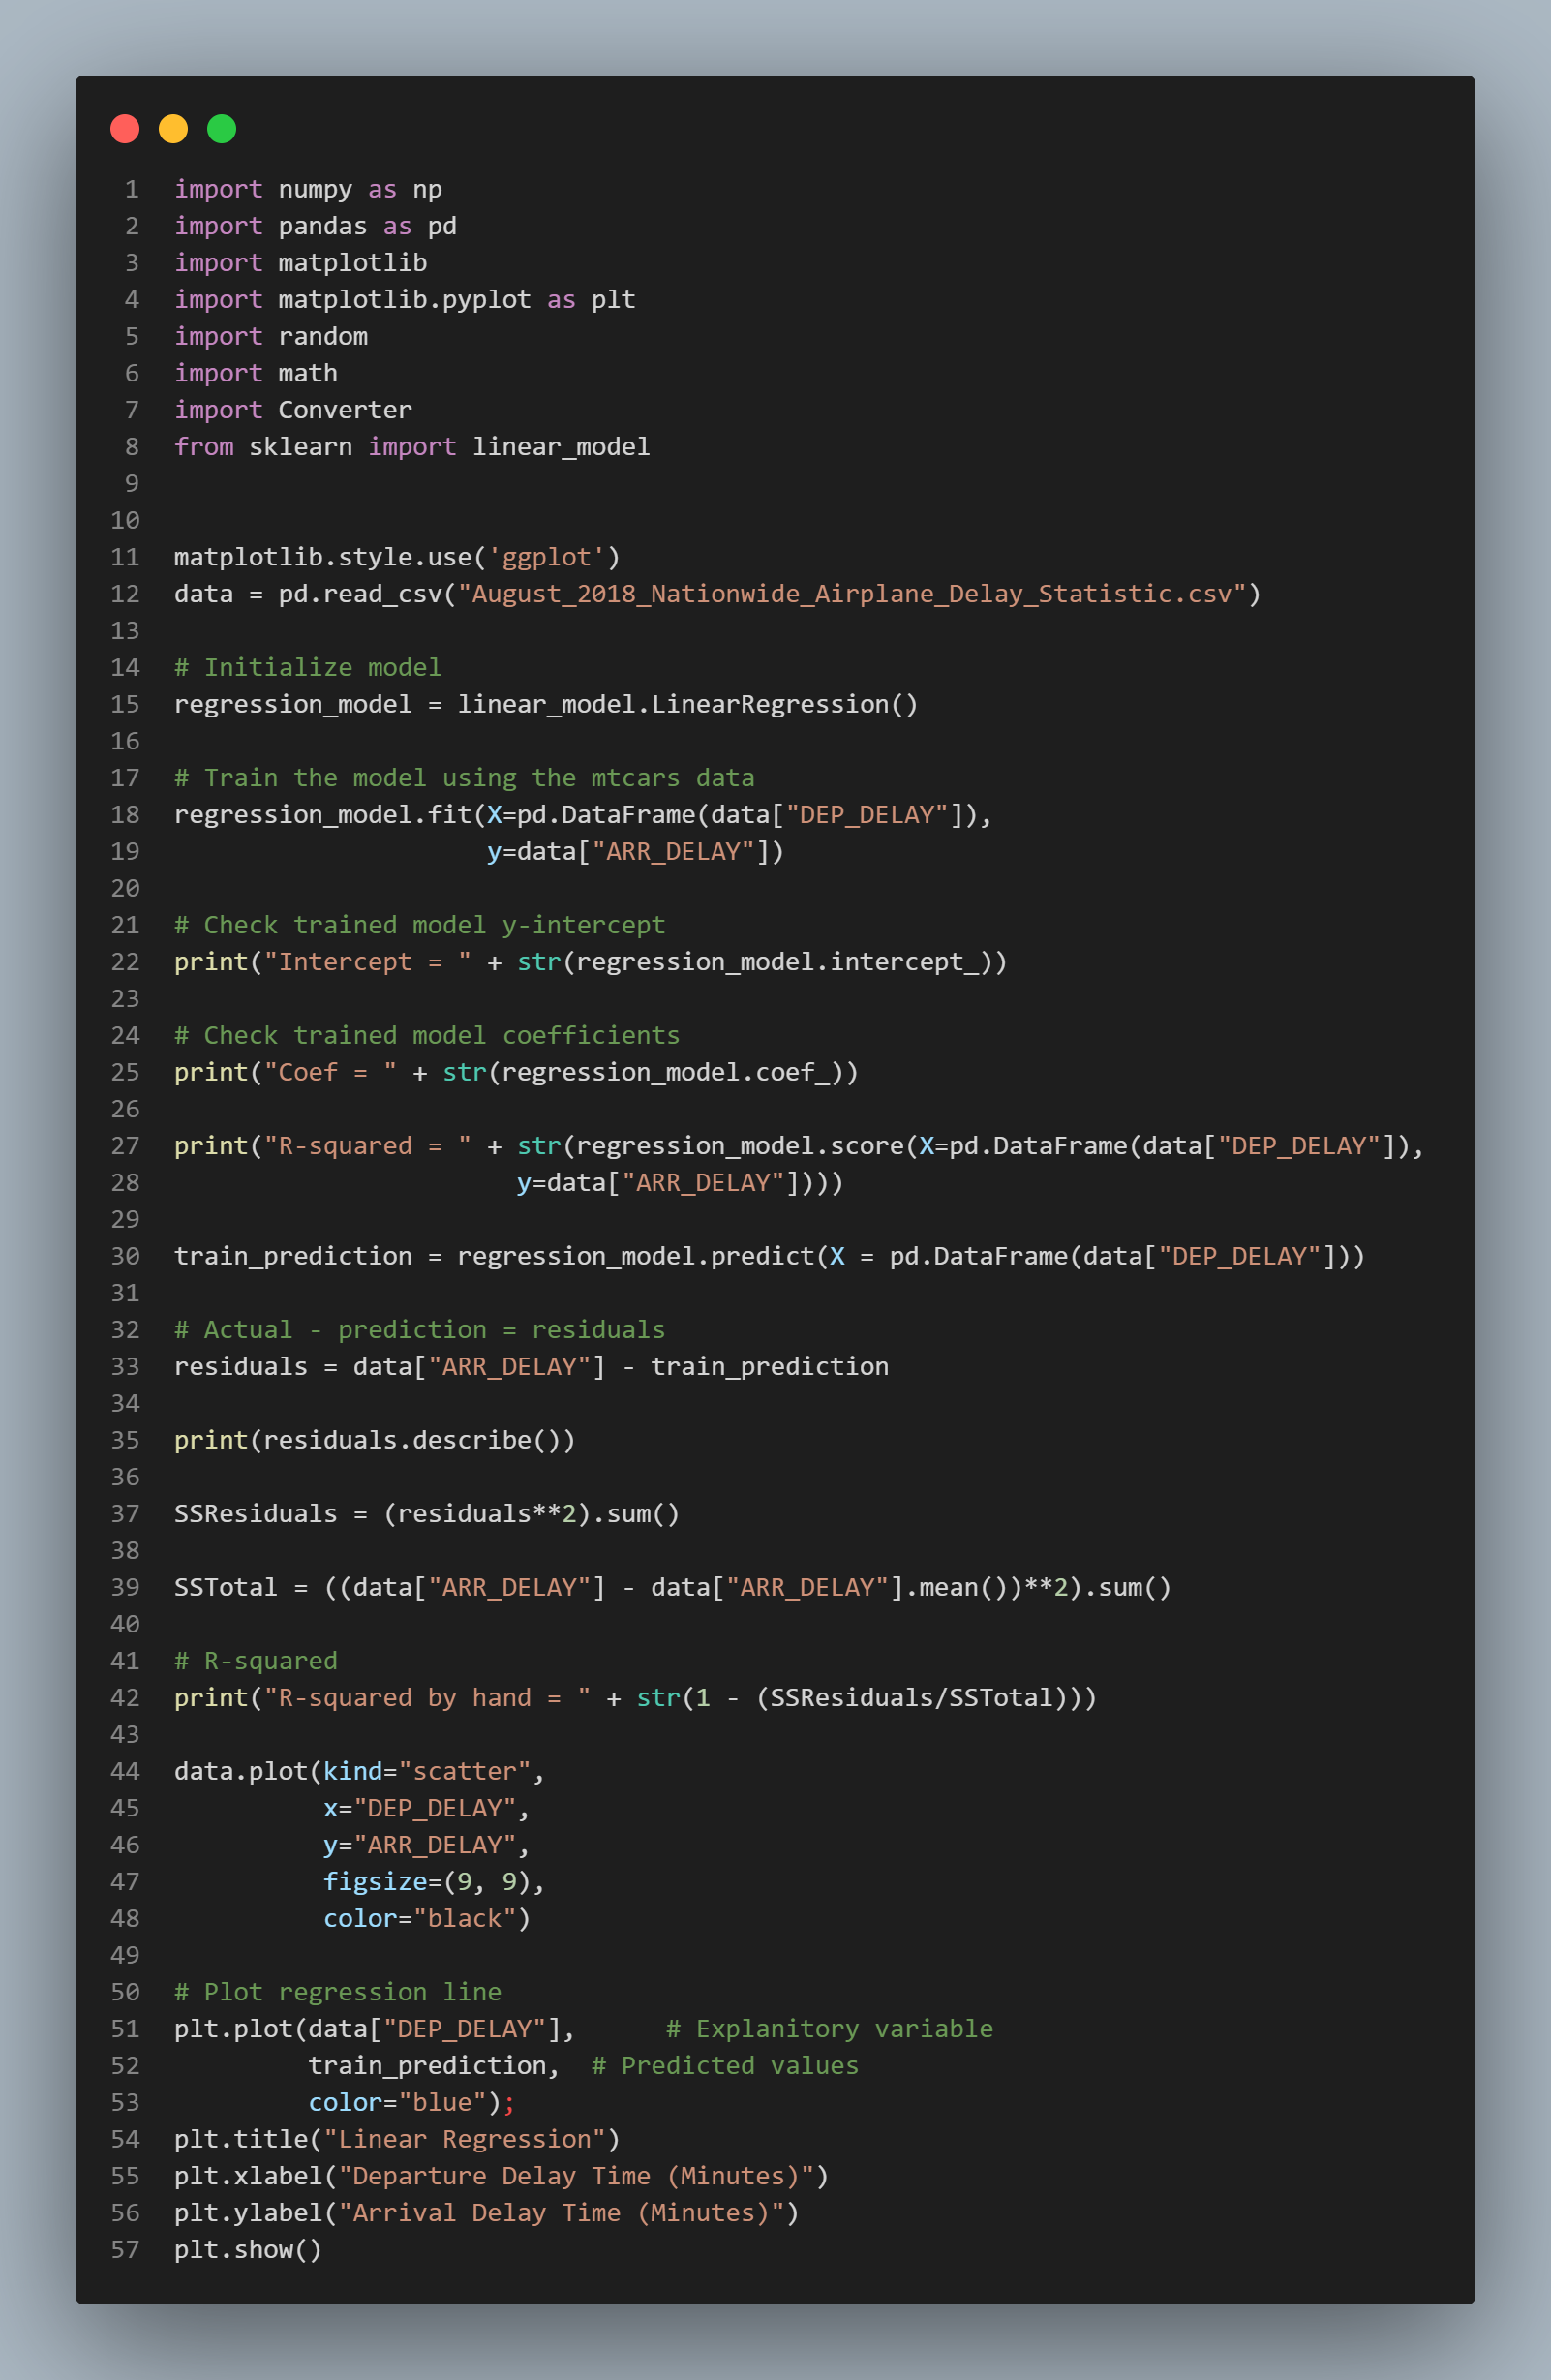 1 import numpy as np
2 import pandas as pd
3 import matplotlib
4 import matplotlib.pyplot as plt
5 import random
6 import math
7 import Converter
8 from sklearn import linear_model
9
10
11 matplotlib.style.use('ggplot')
12 data = pd.read_csv("August_2018_Nationwide_Airplane_Delay_Statistic.csv")
13
14 # Initialize model
15 regression_model = linear_model.LinearRegression()
16
17 # Train the model using the mtcars data
18 regression_model.fit(X=pd.DataFrame(data["DEP_DELAY"]),
19                      y=data["ARR_DELAY"])
20
21 # Check trained model y-intercept
22 print("Intercept = " + str(regression_model.intercept_))
23
24 # Check trained model coefficients
25 print("Coef = " + str(regression_model.coef_))
26
27 print("R-squared = " + str(regression_model.score(X=pd.DataFrame(data["DEP_DELAY"]),
28                        y=data["ARR_DELAY"])))
29
30 train_prediction = regression_model.predict(X = pd.DataFrame(data["DEP_DELAY"]))
31
32 # Actual - prediction = residuals
33 residuals = data["ARR_DELAY"] - train_prediction
34
35 print(residuals.describe())
36
37 SSResiduals = (residuals**2).sum()
38
39 SSTotal = ((data["ARR_DELAY"] - data["ARR_DELAY"].mean())**2).sum()
40
41 # R-squared
42 print("R-squared by hand = " + str(1 - (SSResiduals/SSTotal)))
43
44 data.plot(kind="scatter",
45           x="DEP_DELAY",
46           y="ARR_DELAY",
47           figsize=(9, 9),
48           color="black")
49
50 # Plot regression line
51 plt.plot(data["DEP_DELAY"],      # Explanitory variable
52          train_prediction,  # Predicted values
53          color="blue");
54 plt.title("Linear Regression")
55 plt.xlabel("Departure Delay Time (Minutes)")
56 plt.ylabel("Arrival Delay Time (Minutes)")
57 plt.show()